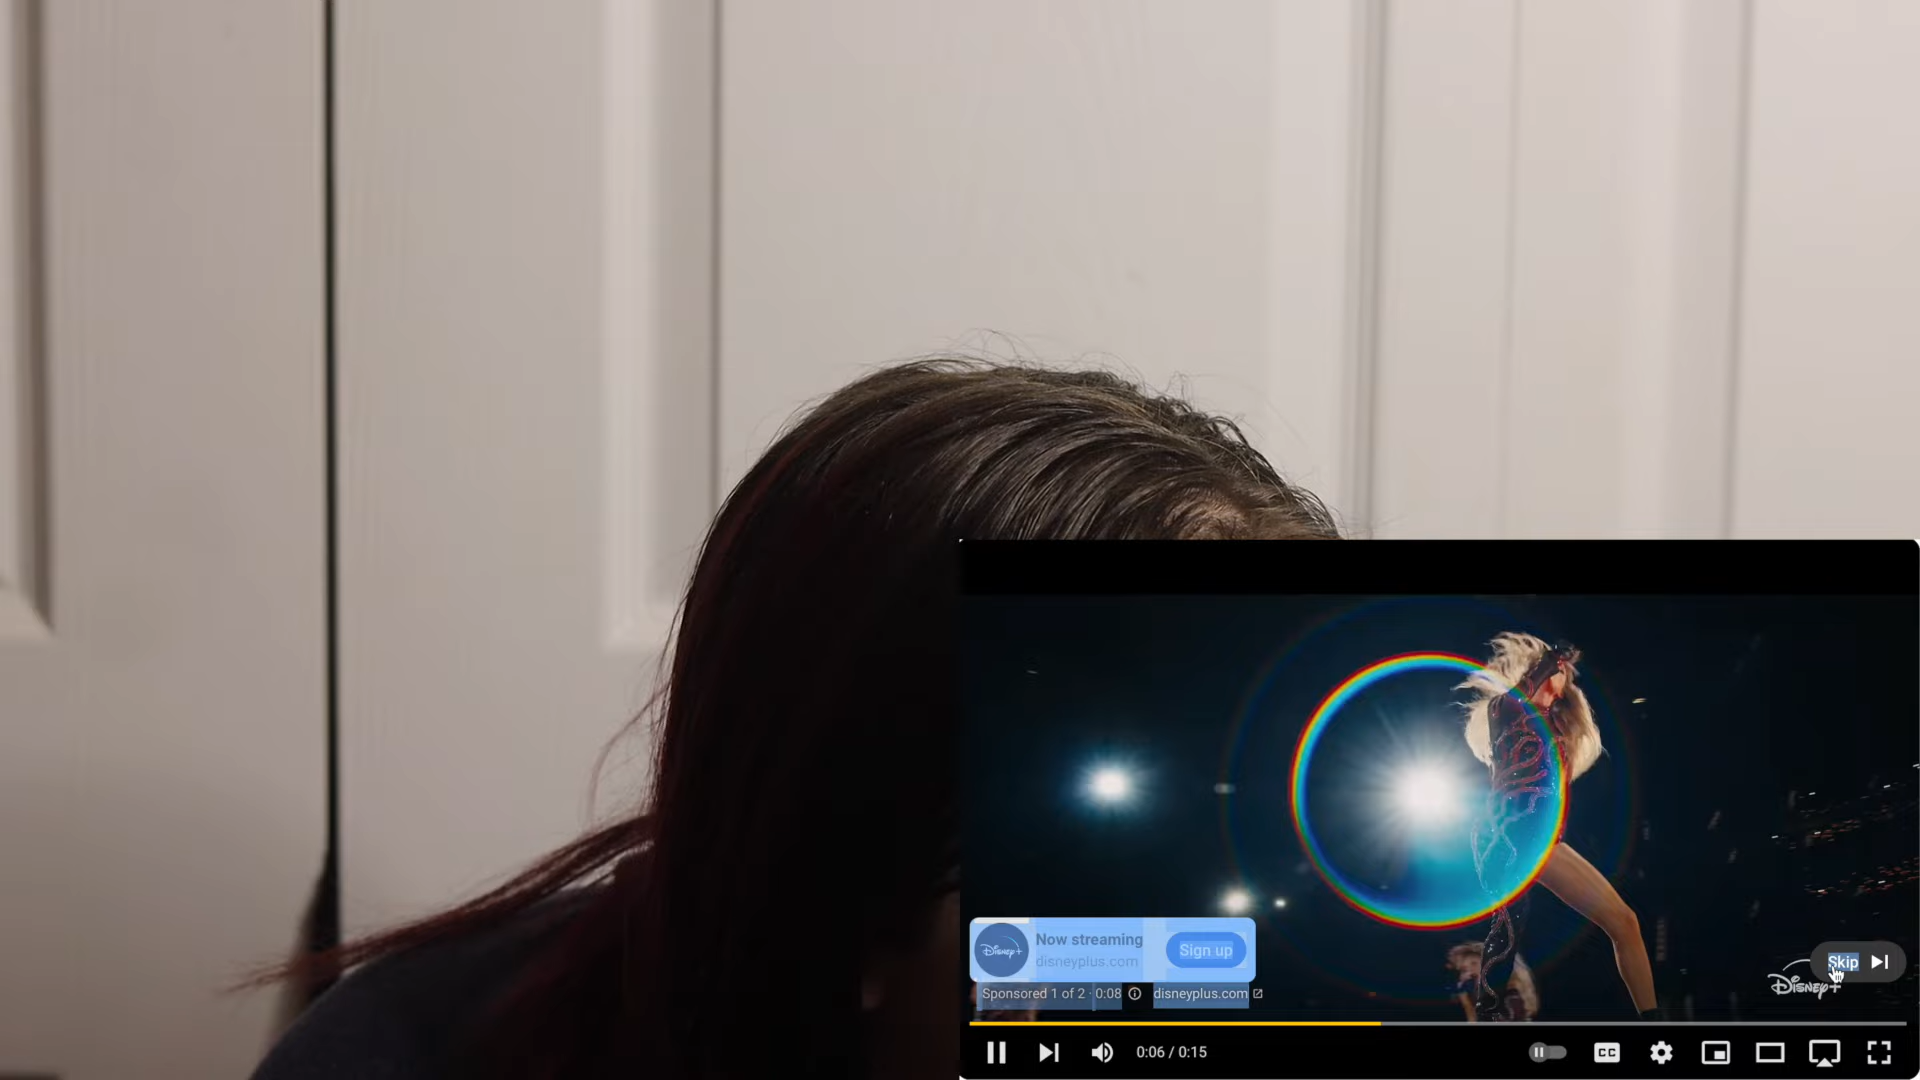 Disney+
Now streaming
disneyplus.com
Sign up
Sponsored 1 of 2 · 0:08
disneyplus.com
Skip
Disney+
0:06 / 0:15
CC